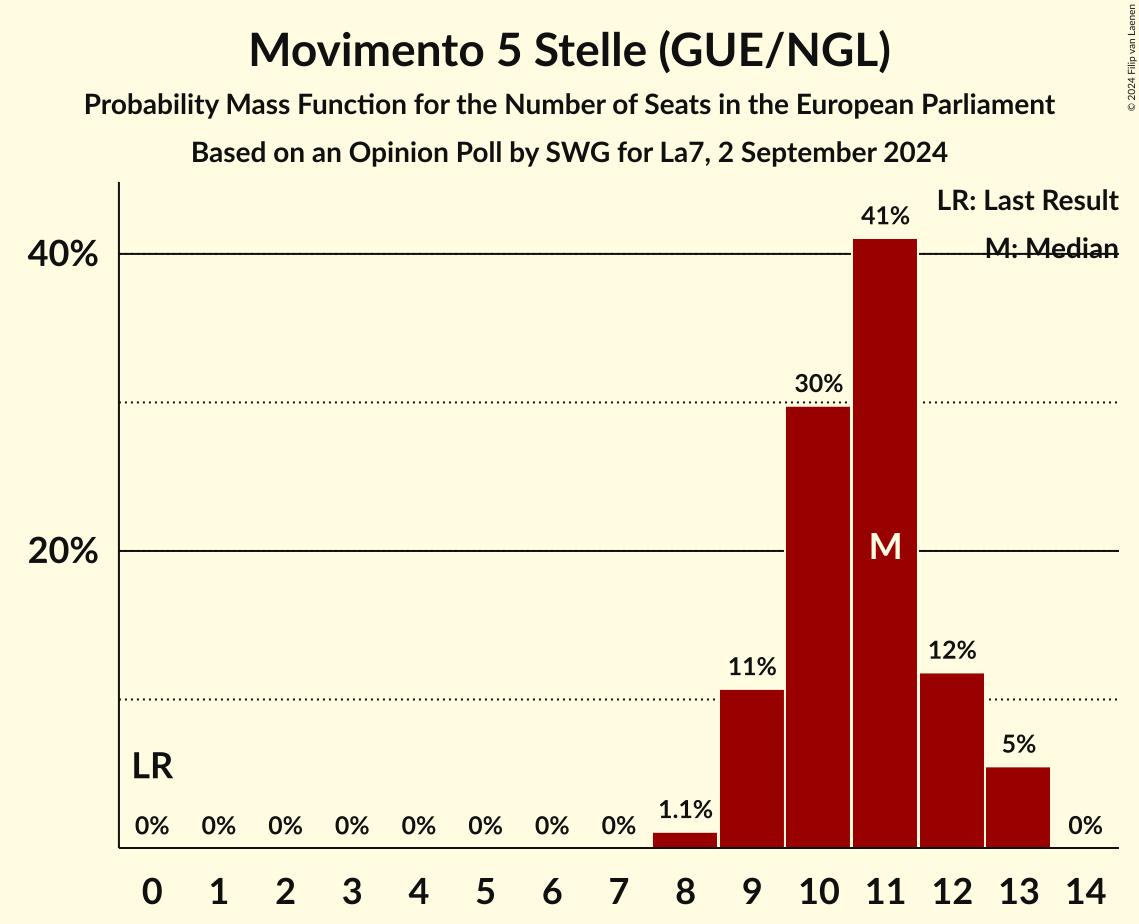 Movimento 5 Stelle (GUE/NGL)
Probability Mass Function for the Number of Seats in the European Parliament
Based on an Opinion Poll by SWG for La7, 2 September 2024
© 2024 Filip van Laenen
LR: Last Result
M: Median
40%
20%
41%
30%
M
11%
12%
5%
LR
1.1%
0% 0% 0% 0% 0% 0% 0% 0% 0%
0 1 2 3 4 5 6 7 8 9 10 11 12 13 14